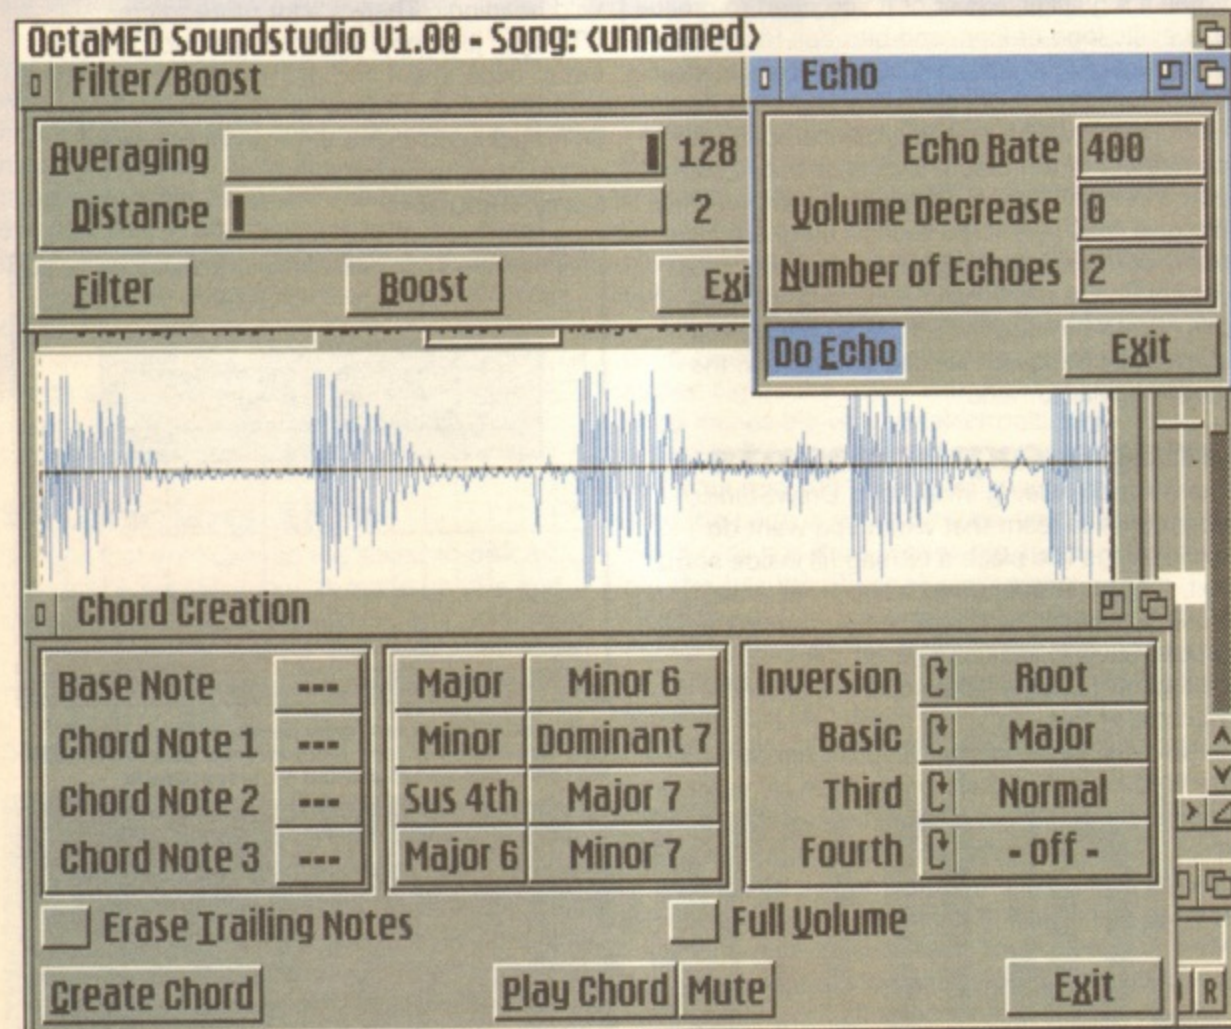 OctaMED Soundstudio V1.00 - Song: <unnamed>
Filter/Boost
Averaging 128
Distance 2
Filter Boost
Echo
Echo Rate 400
Volume Decrease 0
Number of Echoes 2
Do Echo Exit
Chord Creation
Base Note ---
Chord Note 1 ---
Chord Note 2 ---
Chord Note 3 ---
Major Minor 6
Minor Dominant 7
Sus 4th Major 7
Major 6 Minor 7
Inversion Root
Basic Major
Third Normal
Fourth - Off -
Erase Trailing Notes Full Volume
Create Chord Play Chord Mute Exit
R